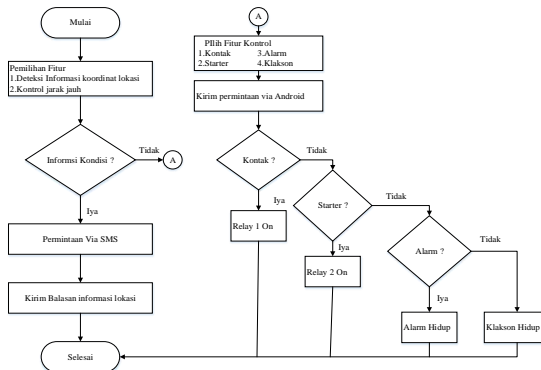 Mulai
Pemilihan Fitur
1.Deteksi Informasi koordinat lokasi
2.Kontrol jarak jauh
Informsi Kondisi ?
Tidak
A
Iya
Permintaan Via SMS
Kirim Balasan informasi lokasi
Selesai
A
PIlih Fitur Kontrol
1.Kontak 3.Alarm
2.Starter 4.Klakson
Kirim permintaan via Android
Kontak ?
Tidak
Iya
Relay 1 On
Starter ?
Tidak
Iya
Relay 2 On
Alarm ?
Tidak
Iya
Alarm Hidup
Klakson Hidup